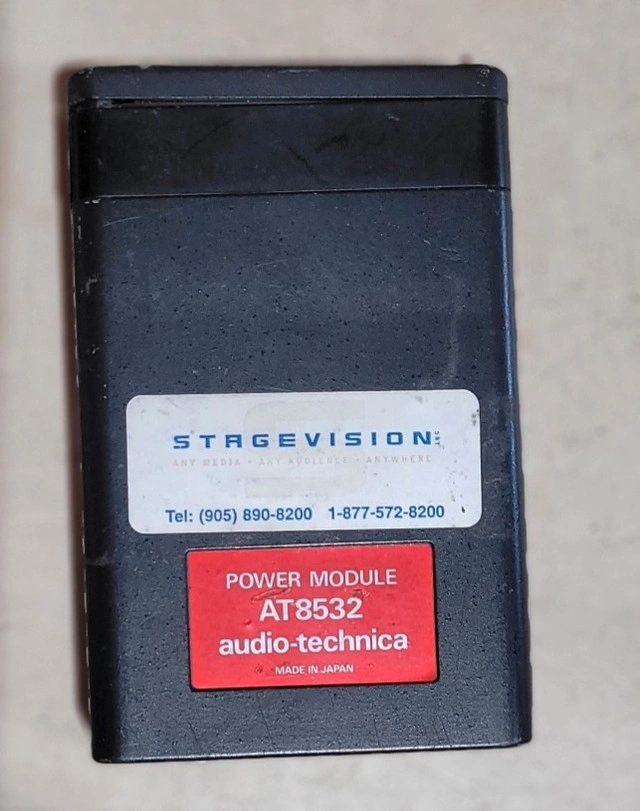 STAGEVISION INC
ANY MEDIA • ANY AUDIENCE • ANYWHERE
Tel: (905) 890-8200 1-877-572-8200
POWER MODULE
AT8532
audio-technica
MADE IN JAPAN